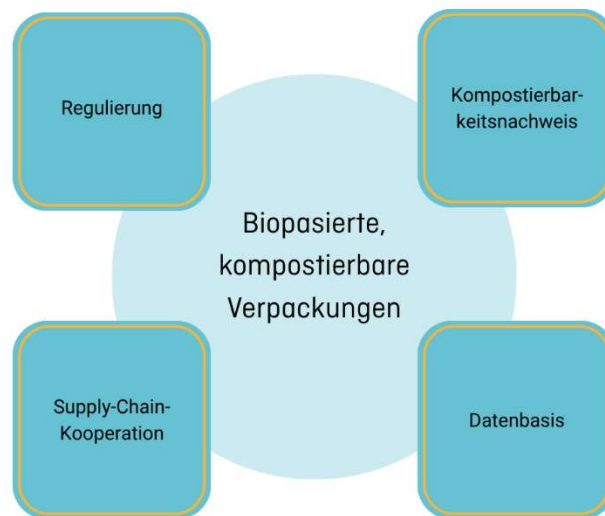 Regulierung
Kompostierbar-
keitsnachweis
Biopasierte,
kompostierbare
Verpackungen
Supply-Chain-
Kooperation
Datenbasis